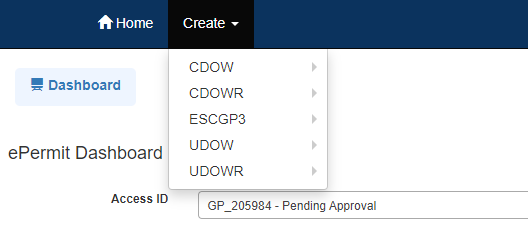 Home Create
CDOW
Dashboard
CDOWR
ESCGP3
UDOW
ePermit Dashboard
UDOWR
Access ID
GP_205984 - Pending Approval